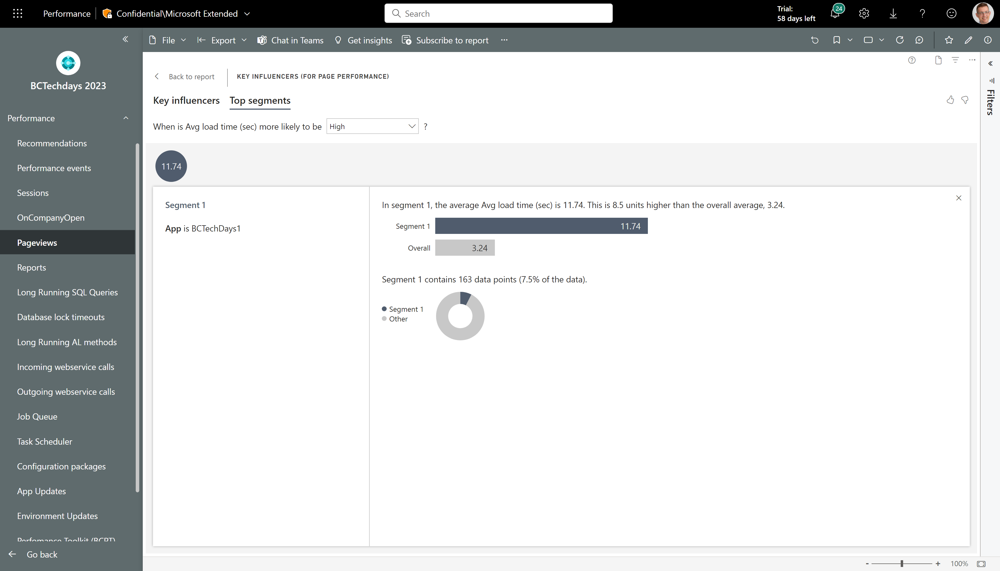 Performance
Confidential\Microsoft Extended
Search
Trial:
58 days left
24
File
Export
Chat in Teams
Get insights
Subscribe to report
BCTechdays 2023
Performance
Recommendations
Performance events
Sessions
OnCompanyOpen
Pageviews
Reports
Long Running SQL Queries
Database lock timeouts
Long Running AL methods
Incoming webservice calls
Outgoing webservice calls
Job Queue
Task Scheduler
Configuration packages
App Updates
Environment Updates
Perfomance Toolkit (BCPT)
Go back
Back to report
KEY INFLUENCERS (FOR PAGE PERFORMANCE)
Key influencers
Top segments
When is Avg load time (sec) more likely to be
High
?
11.74
Segment 1
App is BCTechDays1
In segment 1, the average Avg load time (sec) is 11.74. This is 8.5 units higher than the overall average, 3.24.
Segment 1
11.74
Overall
3.24
Segment 1 contains 163 data points (7.5% of the data).
Segment 1
Other
Filters
- + 100%